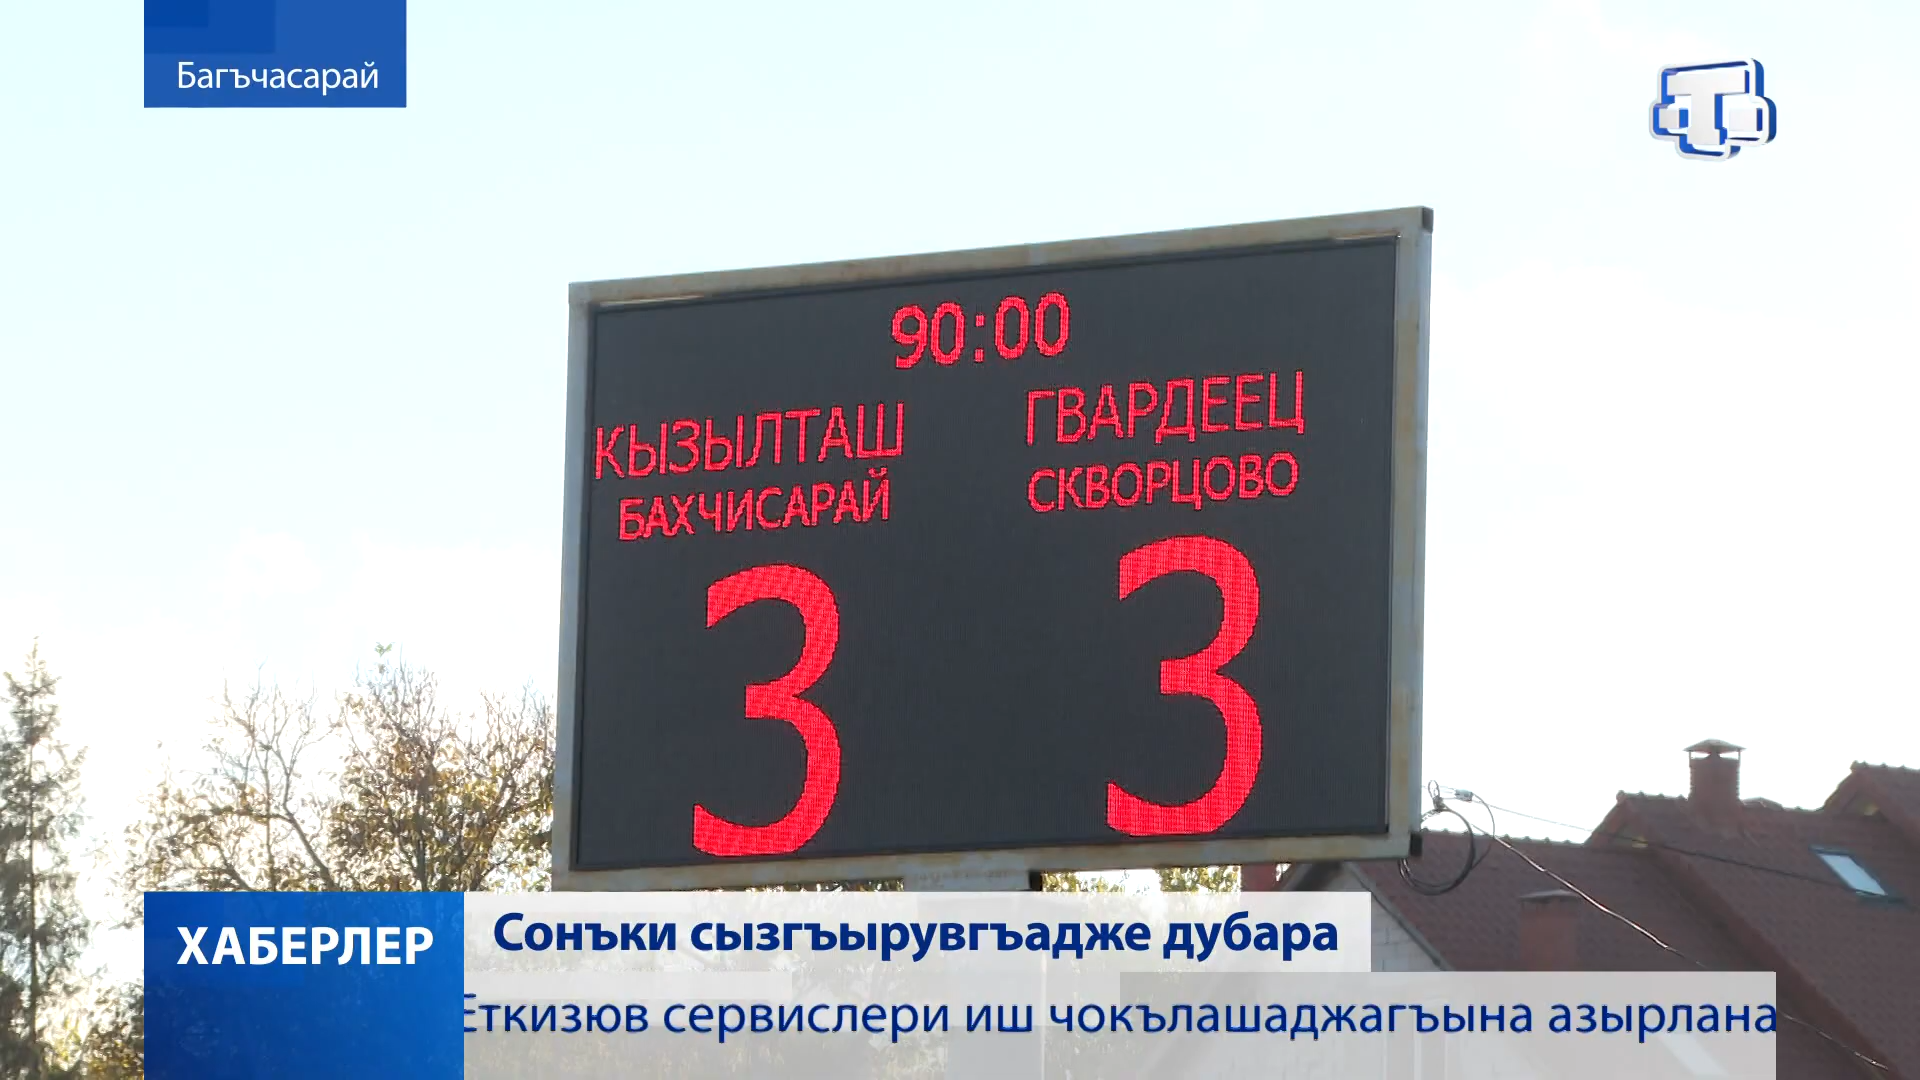 Багъчасарай
90:00
КЫЗЫЛТАШ ГВАРДЕЕЦ
БАХЧИСАРАЙ СКВОРЦОВО
3 3
ХАБЕРЛЕР
Сонъки сызгъырувгъадже дубара
Еткизюв сервислери иш чокълашаджагъына азырлана